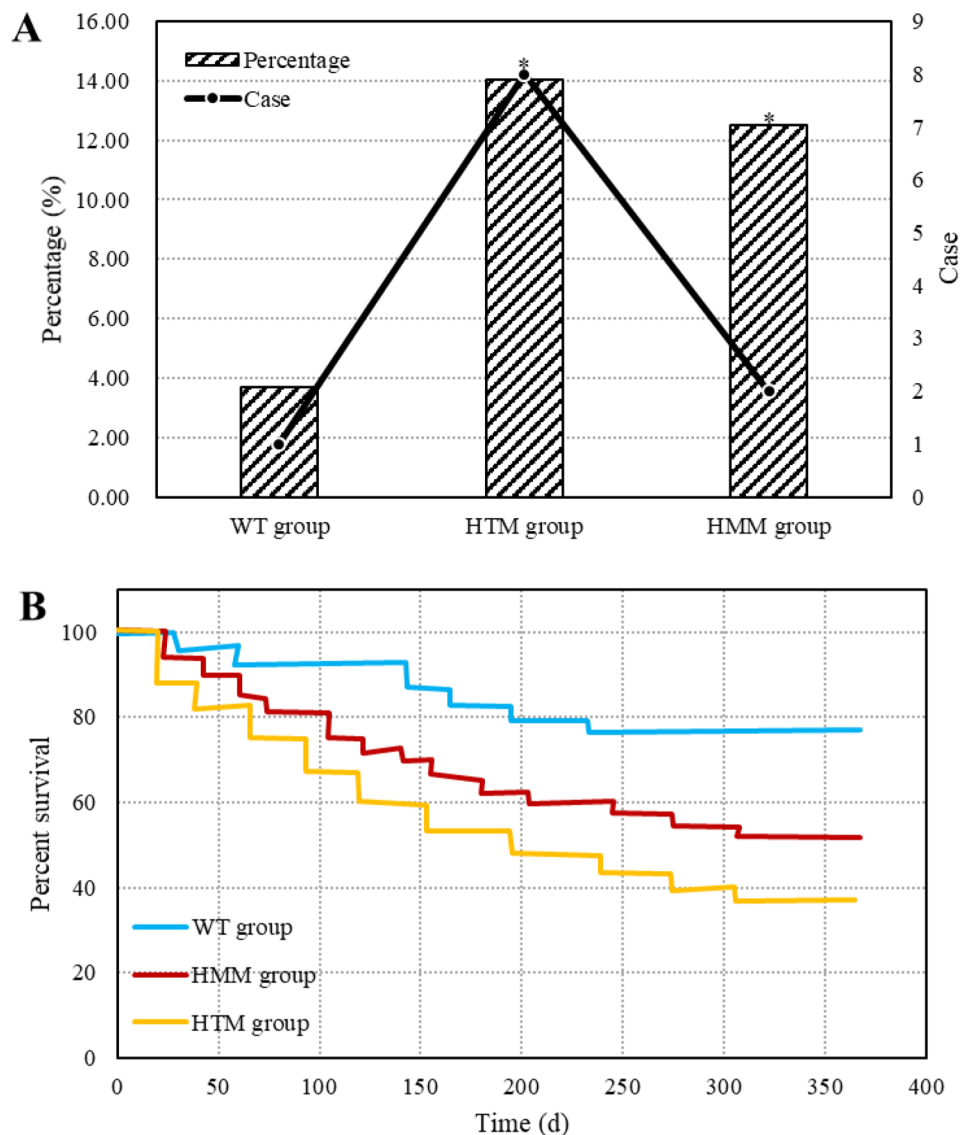 A
16.00
14.00
12.00
10.00
8.00
6.00
4.00
2.00
0.00
Percentage (%)
Percentage
Case
*
*
9
8
7
6
5
4
3
2
1
0
Case
WT group
HTM group
HMM group
B
100
80
60
40
20
0
Percent survival
WT group
HMM group
HTM group
0
50
100
150
200
250
300
350
400
Time (d)